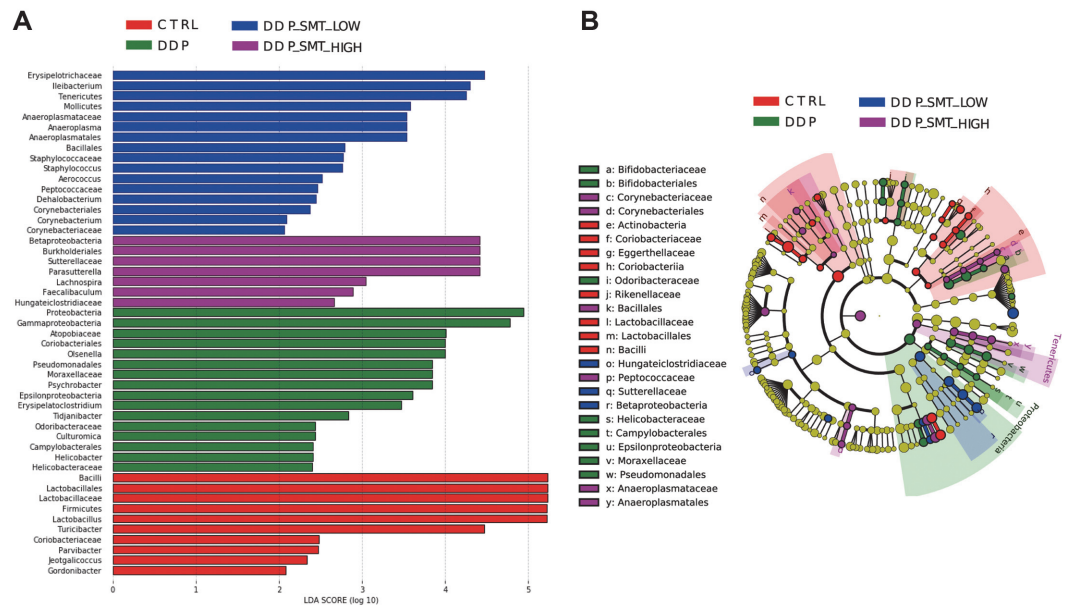 A
CTRL
DDP
DDP_SMT_LOW
DDP_SMT_HIGH
Erysipelotrichaceae
Ileibacterium
Tenericutes
Mollicutes
Anaeroplasmataceae
Anaeroplasma
Anaeroplasmatales
Bacillales
Staphylococcaceae
Staphylococcus
Aerococcus
Peptococcaceae
Dehalobacterium
Corynebacteriales
Corynebacterium
Corynebacteriaceae
Betaproteobacteria
Burkholderiales
Sutterellaceae
Parasutterella
Lachnospira
Faecalibaculum
Hungateiclostridiaceae
Proteobacteria
Gammaproteobacteria
Atopobiaceae
Coriobacteriales
Olsenella
Pseudomonadales
Moraxellaceae
Psychrobacter
Epsilonproteobacteria
Erysipelatoclostridium
Tidjanibacter
Odoribacteraceae
Culturomica
Campylobacterales
Helicobacter
Helicobacteraceae
Bacilli
Lactobacillales
Lactobacillaceae
Firmicutes
Lactobacillus
Turicibacter
Coriobacteriaceae
Parvibacter
Jeotgalicoccus
Gordonibacter
0 1 2 3 4 5
LDA SCORE (log 10)
B
CTRL
DDP
DDP_SMT_LOW
DDP_SMT_HIGH
a: Bifidobacteriaceae
b: Bifidobacteriales
c: Corynebacteriaceae
d: Corynebacteriales
e: Actinobacteria
f: Coriobacteriaceae
g: Eggerthellaceae
h: Coriobacteriia
i: Odoribacteraceae
j: Rikenellaceae
k: Bacillales
l: Lactobacillaceae
m: Lactobacillales
n: Bacilli
o: Hungateiclostridiaceae
p: Peptococcaceae
q: Sutterellaceae
r: Betaproteobacteria
s: Helicobacteraceae
t: Campylobacterales
u: Epsilonproteobacteria
v: Moraxellaceae
w: Pseudomonadales
x: Anaeroplasmataceae
y: Anaeroplasmatales
n
k
m
h
e
d
b
x
y
Tenericutes
w
u
Proteobacteria
r